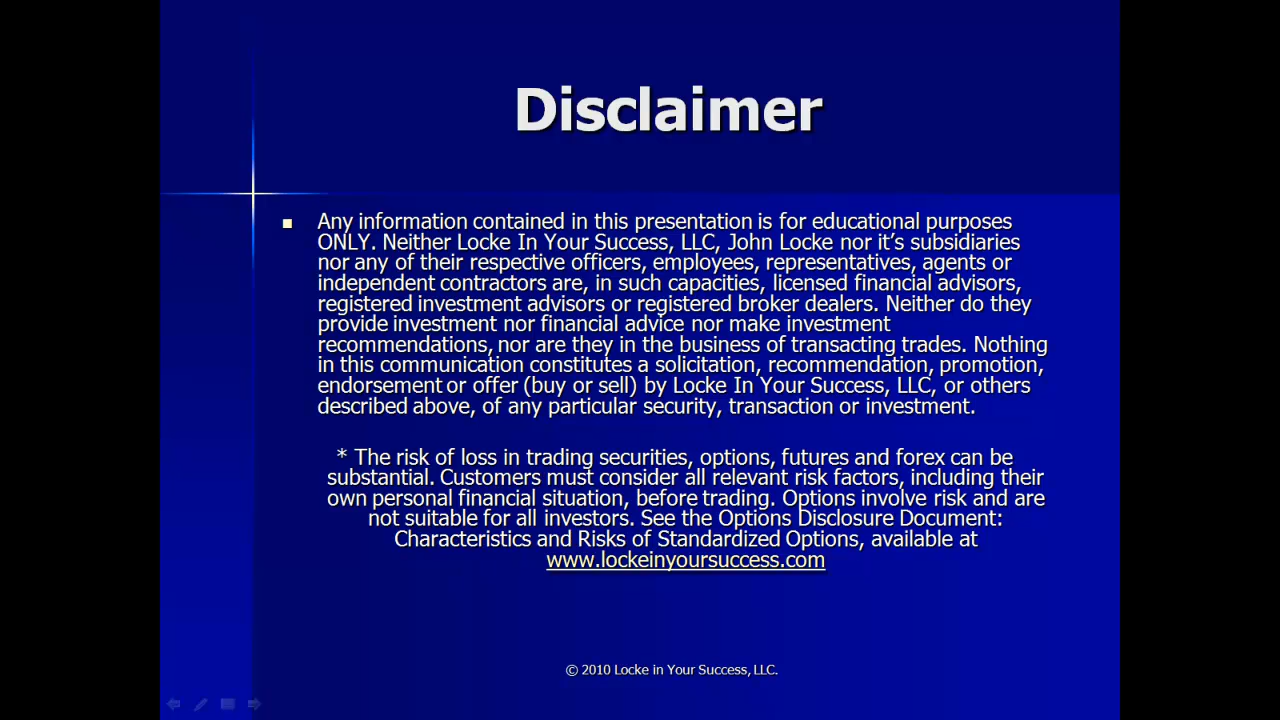 Disclaimer
Any information contained in this presentation is for educational purposes
ONLY. Neither Locke In Your Success, LLC, John Locke nor it’s subsidiaries
nor any of their respective officers, employees, representatives, agents or
independent contractors are, in such capacities, licensed financial advisors,
registered investment advisors or registered broker dealers. Neither do they
provide investment nor financial advice nor make investment
recommendations, nor are they in the business of transacting trades. Nothing
in this communication constitutes a solicitation, recommendation, promotion,
endorsement or offer (buy or sell) by Locke In Your Success, LLC, or others
described above, of any particular security, transaction or investment.
* The risk of loss in trading securities, options, futures and forex can be
substantial. Customers must consider all relevant risk factors, including their
own personal financial situation, before trading. Options involve risk and are
not suitable for all investors. See the Options Disclosure Document:
Characteristics and Risks of Standardized Options, available at
www.lockeinyoursuccess.com
© 2010 Locke in Your Success, LLC.